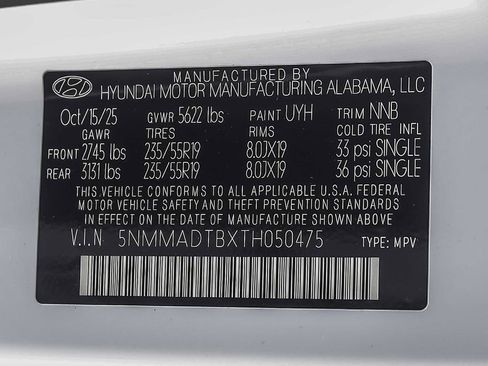 MANUFACTURED BY
HYUNDAI MOTOR MANUFACTURING ALABAMA, LLC
Oct/15/25 GVWR 5622 lbs PAINT UYH TRIM NNB
GAWR TIRES RIMS COLD TIRE INFL
FRONT 2745 lbs 235/55R19 8.0JX19 33 psi SINGLE
REAR 3131 lbs 235/55R19 8.0JX19 36 psi SINGLE
THIS VEHICLE CONFORMS TO ALL APPLICABLE U.S.A. FEDERAL
MOTOR VEHICLE SAFETY AND THEFT PREVENTION STANDARDS
IN EFFECT ON THE DATE OF MANUFACTURE SHOWN ABOVE.
V.I.N 5NMMADTBXTH050475 TYPE: MPV